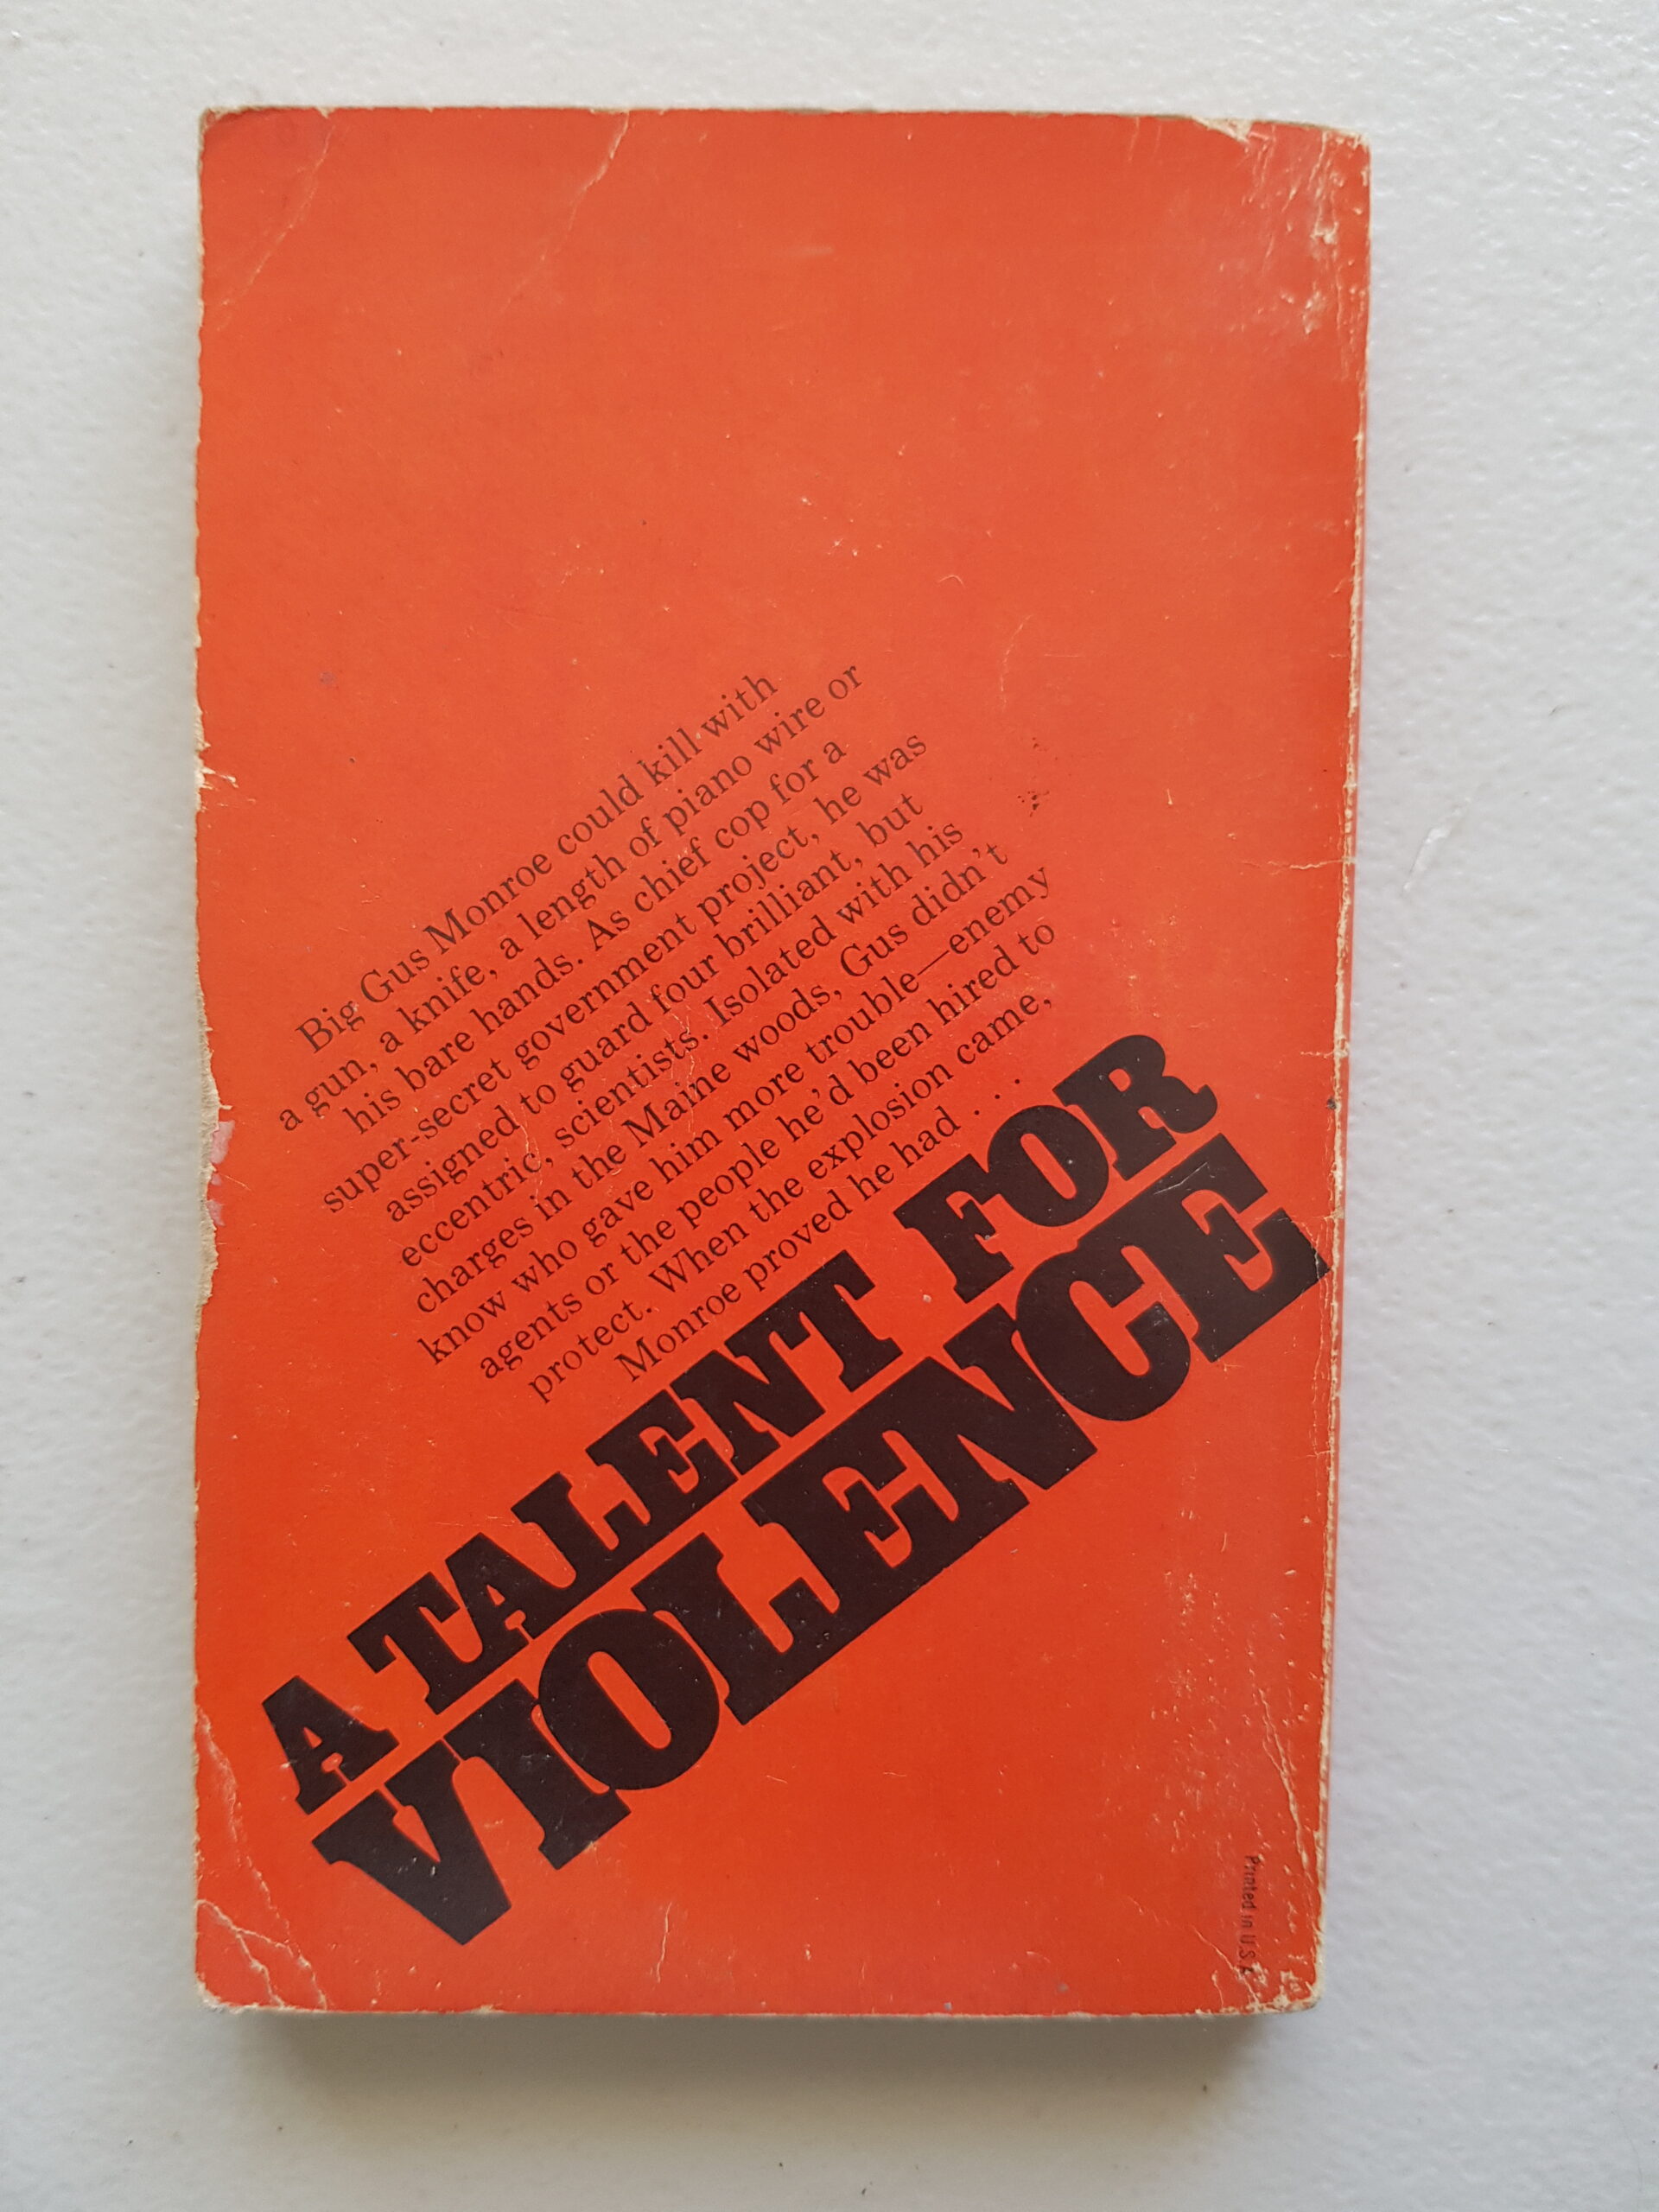 Big Gus Monroe could kill with
a gun, a knife, a length of piano wire or
his bare hands. As chief cop for a
super-secret government project, he was
assigned to guard four brilliant, but
eccentric, scientists. Isolated with his
charges in the Maine woods, Gus didn't
know who gave him more trouble—enemy
agents or the people he'd been hired to
protect. When the explosion came,
Monroe proved he had . . .
A TALENT FOR
VIOLENCE
Printed in U.S.A.